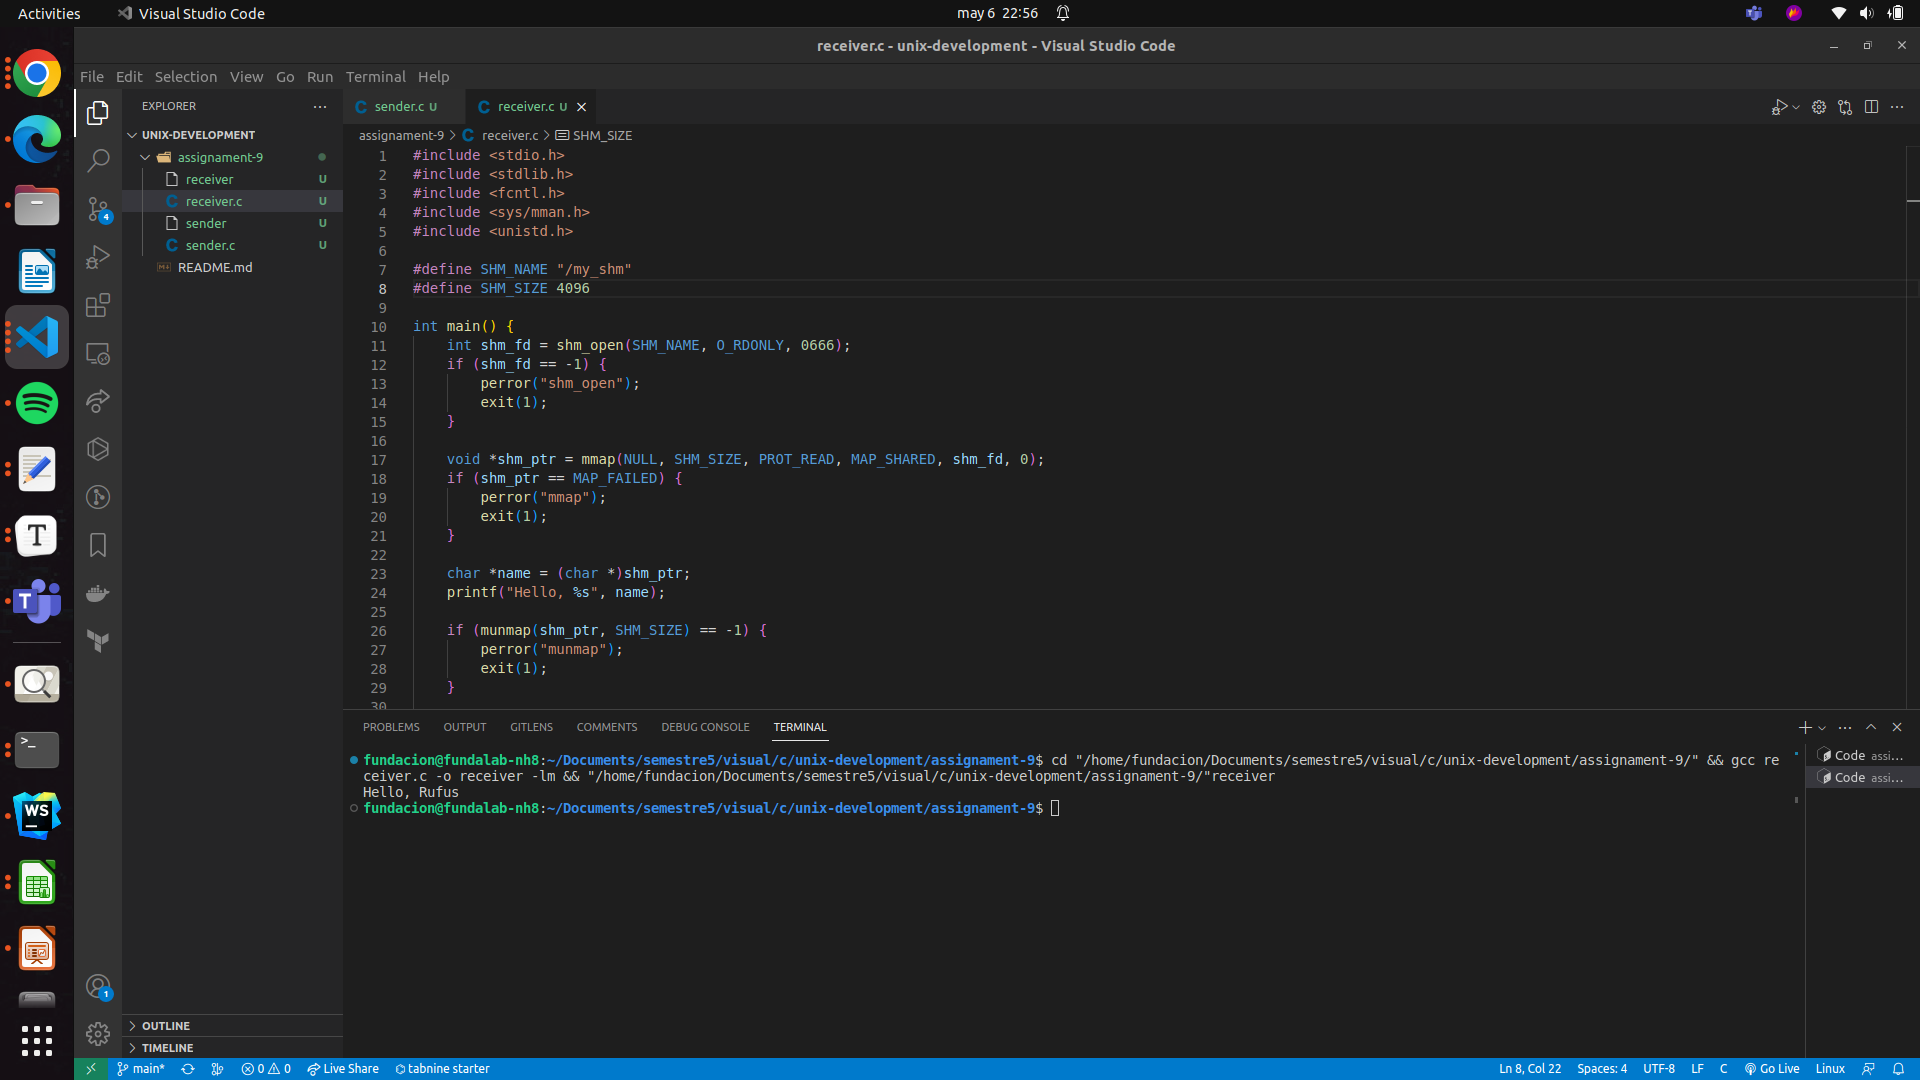 Activities
Visual Studio Code
may 6 22:56
receiver.c - unix-development - Visual Studio Code
File Edit Selection View Go Run Terminal Help
EXPLORER
UNIX-DEVELOPMENT
assignament-9
receiver U
receiver.c U
sender U
sender.c U
README.md
OUTLINE
TIMELINE
4
1
sender.c U
receiver.c U
assignament-9 > receiver.c > SHM_SIZE
1 #include <stdio.h>
2 #include <stdlib.h>
3 #include <fcntl.h>
4 #include <sys/mman.h>
5 #include <unistd.h>
6
7 #define SHM_NAME "/my_shm"
8 #define SHM_SIZE 4096
9
10 int main() {
11 int shm_fd = shm_open(SHM_NAME, O_RDONLY, 0666);
12 if (shm_fd == -1) {
13 perror("shm_open");
14 exit(1);
15 }
16
17 void *shm_ptr = mmap(NULL, SHM_SIZE, PROT_READ, MAP_SHARED, shm_fd, 0);
18 if (shm_ptr == MAP_FAILED) {
19 perror("mmap");
20 exit(1);
21 }
22
23 char *name = (char *)shm_ptr;
24 printf("Hello, %s", name);
25
26 if (munmap(shm_ptr, SHM_SIZE) == -1) {
27 perror("munmap");
28 exit(1);
29 }
30
PROBLEMS OUTPUT GITLENS COMMENTS DEBUG CONSOLE TERMINAL
fundacion@fundalab-nh8:~/Documents/semestre5/visual/c/unix-development/assignament-9$ cd "/home/fundacion/Documents/semestre5/visual/c/unix-development/assignament-9/" && gcc re
ceiver.c -o receiver -lm && "/home/fundacion/Documents/semestre5/visual/c/unix-development/assignament-9/"receiver
Hello, Rufus
fundacion@fundalab-nh8:~/Documents/semestre5/visual/c/unix-development/assignament-9$
Code assi...
Code assi...
main* 0 0 Live Share tabnine starter
Ln 8, Col 22 Spaces: 4 UTF-8 LF C Go Live Linux